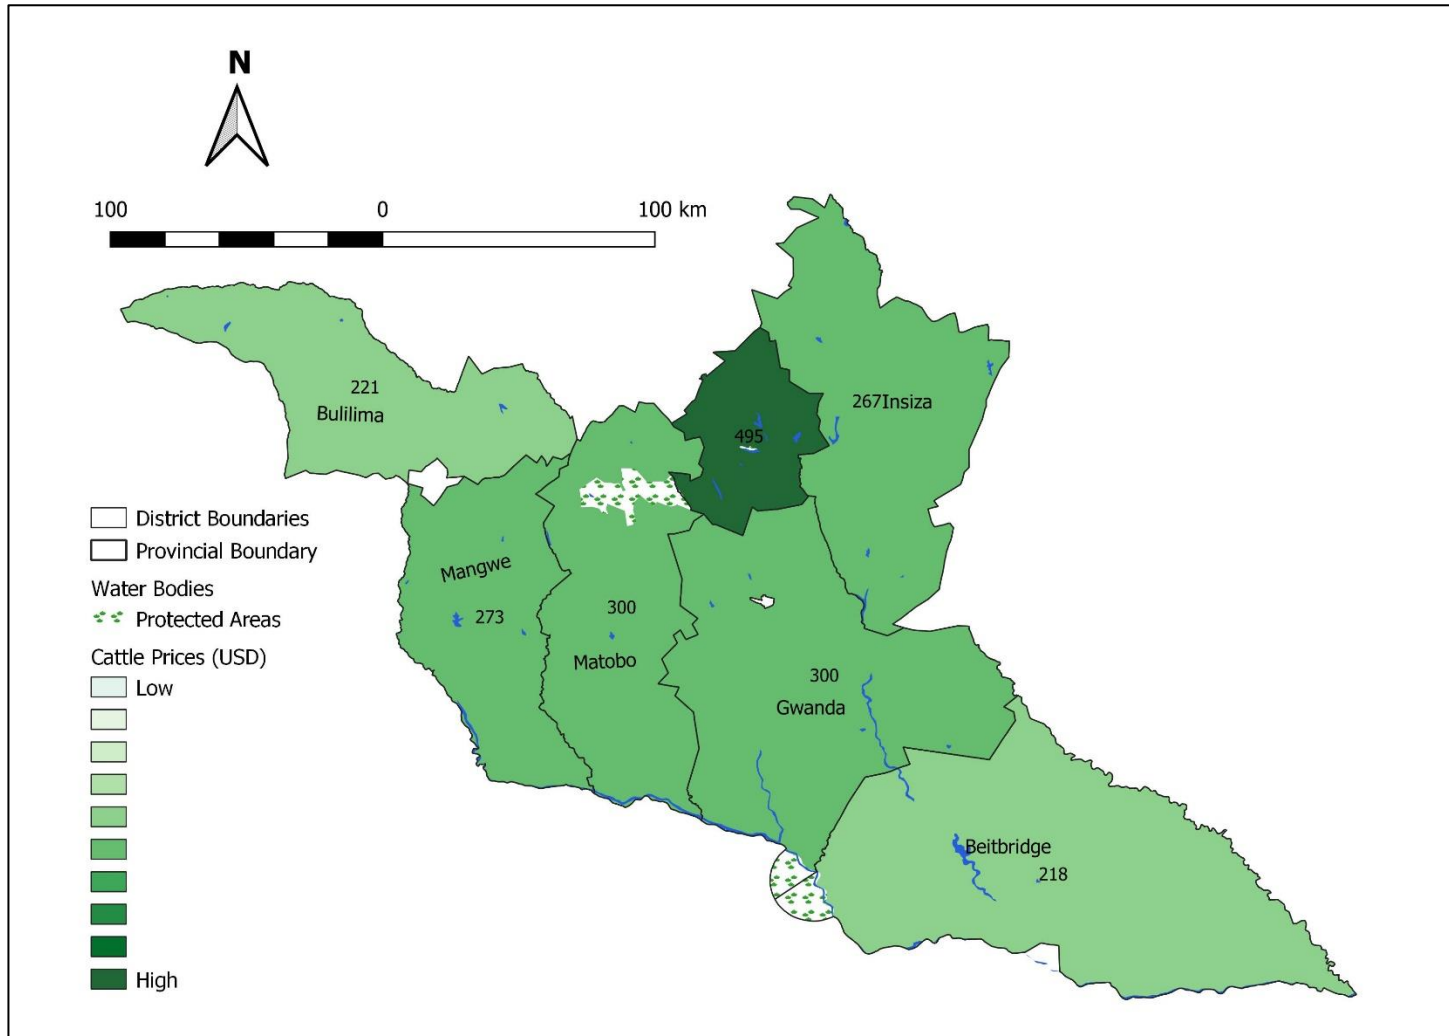 N
100 0 100 km
221
Bulilima
495
267Insiza
District Boundaries
Provincial Boundary
Water Bodies
Protected Areas
Cattle Prices (USD)
Low
High
Mangwe
273
300
Matobo
300
Gwanda
Beitbridge
218